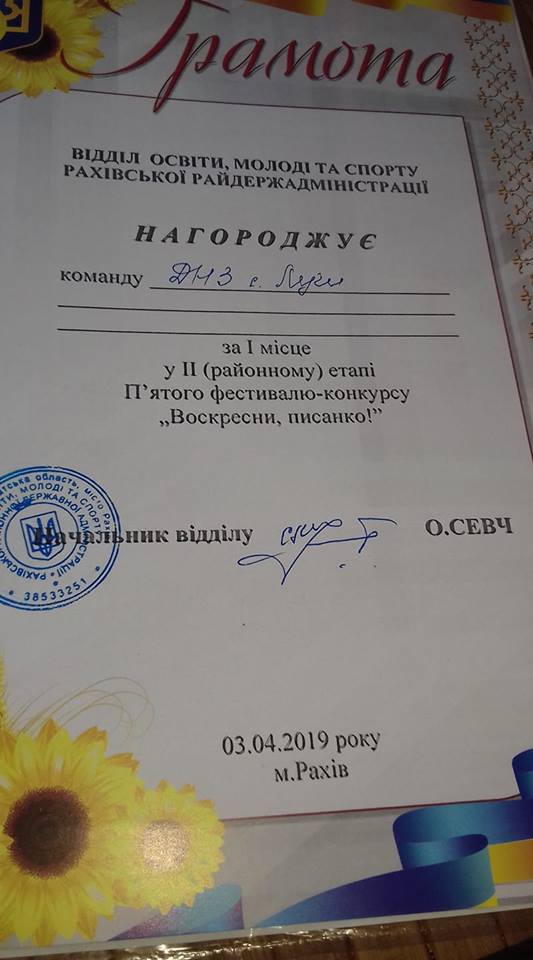 Грамота
ВІДДІЛ ОСВІТИ, МОЛОДІ ТА СПОРТУ
РАХІВСЬКОЇ РАЙДЕРЖАДМІНІСТРАЦІЇ
НАГОРОДЖУЄ
команду ДНЗ с. Луги
за І місце
у ІІ (районному) етапі
П'ятого фестивалю-конкурсу
„Воскресни, писанко!”
Начальник відділу О.СЕВЧ
38533251
03.04.2019 року
м.Рахів